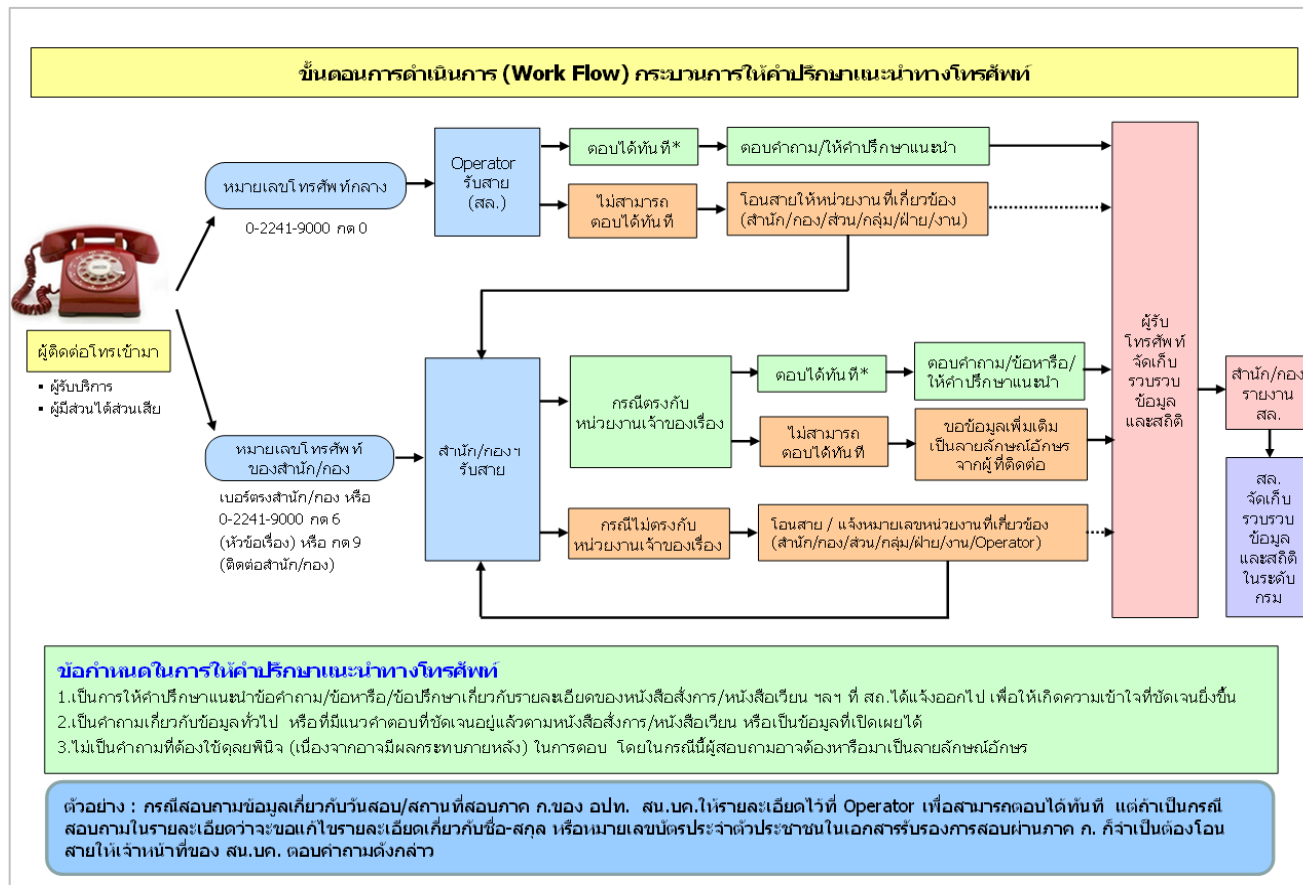 ขั้นตอนการดำเนินการ (Work Flow) กระบวนการให้คำปรึกษาแนะนำทางโทรศัพท์
ผู้ติดต่อโทรเข้ามา
▪ ผู้รับบริการ
▪ ผู้มีส่วนได้ส่วนเสีย
หมายเลขโทรศัพท์กลาง
0-2241-9000 กด 0
Operator
รับสาย
(สล.)
ตอบได้ทันที*
ตอบคำถาม/ให้คำปรึกษาแนะนำ
ไม่สามารถ
ตอบได้ทันที
โอนสายให้หน่วยงานที่เกี่ยวข้อง
(สำนัก/กอง/ส่วน/กลุ่ม/ฝ่าย/งาน)
หมายเลขโทรศัพท์
ของสำนัก/กอง
เบอร์ตรงสำนัก/กอง หรือ
0-2241-9000 กด 6
(หัวข้อเรื่อง) หรือ กด 9
(ติดต่อสำนัก/กอง)
สำนัก/กองฯ
รับสาย
กรณีตรงกับ
หน่วยงานเจ้าของเรื่อง
ตอบได้ทันที*
ตอบคำถาม/ข้อหารือ/
ให้คำปรึกษาแนะนำ
ไม่สามารถ
ตอบได้ทันที
ขอข้อมูลเพิ่มเติม
เป็นลายลักษณ์อักษร
จากผู้ที่ติดต่อ
กรณีไม่ตรงกับ
หน่วยงานเจ้าของเรื่อง
โอนสาย / แจ้งหมายเลขหน่วยงานที่เกี่ยวข้อง
(สำนัก/กอง/ส่วน/กลุ่ม/ฝ่าย/งาน/Operator)
ผู้รับ
โทรศัพท์
จัดเก็บ
รวบรวม
ข้อมูล
และสถิติ
สำนัก/กอง
รายงาน
สล.
สล.
จัดเก็บ
รวบรวม
ข้อมูล
และสถิติ
ในระดับ
กรม
ข้อกำหนดในการให้คำปรึกษาแนะนำทางโทรศัพท์
1.เป็นการให้คำปรึกษาแนะนำข้อคำถาม/ข้อหารือ/ข้อปรึกษาเกี่ยวกับรายละเอียดของหนังสือสั่งการ/หนังสือเวียน ฯลฯ ที่ สถ.ได้แจ้งออกไป เพื่อให้เกิดความเข้าใจที่ชัดเจนยิ่งขึ้น
2.เป็นคำถามเกี่ยวกับข้อมูลทั่วไป หรือที่มีแนวคำตอบที่ชัดเจนอยู่แล้วตามหนังสือสั่งการ/หนังสือเวียน หรือเป็นข้อมูลที่เปิดเผยได้
3.ไม่เป็นคำถามที่ต้องใช้ดุลยพินิจ (เนื่องจากอาจมีผลกระทบภายหลัง) ในการตอบ โดยในกรณีนี้ผู้สอบถามอาจต้องหารือมาเป็นลายลักษณ์อักษร
ตัวอย่าง : กรณีสอบถามข้อมูลเกี่ยวกับวันสอบ/สถานที่สอบภาค ก.ของ อปท. สน.บค.ให้รายละเอียดไว้ที่ Operator เพื่อสามารถตอบได้ทันที แต่ถ้าเป็นกรณี
สอบถามในรายละเอียดว่าจะขอแก้ไขรายละเอียดเกี่ยวกับชื่อ-สกุล หรือหมายเลขบัตรประจำตัวประชาชนในเอกสารรับรองการสอบผ่านภาค ก. ก็จำเป็นต้องโอน
สายให้เจ้าหน้าที่ของ สน.บค. ตอบคำถามดังกล่าว